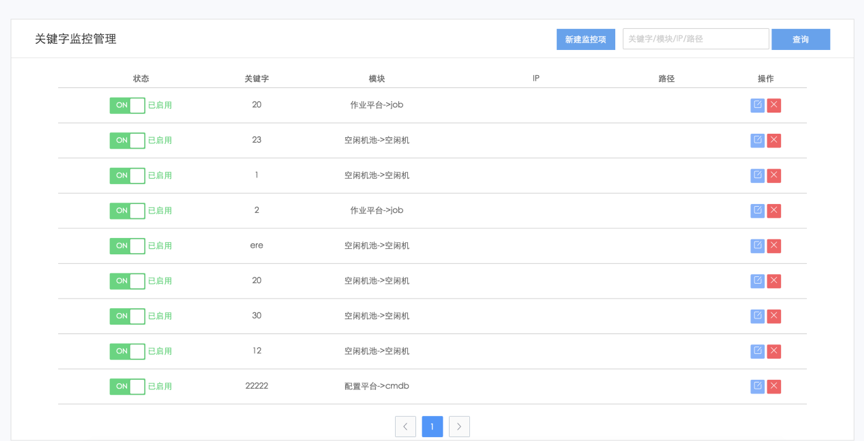 关键字监控管理 新建监控项 关键字/模块/IP/路径 查询
状态 关键字 模块 IP 路径 操作
ON 已启用 20 作业平台->job
ON 已启用 23 空闲机池->空闲机
ON 已启用 1 空闲机池->空闲机
ON 已启用 2 作业平台->job
ON 已启用 ere 空闲机池->空闲机
ON 已启用 20 空闲机池->空闲机
ON 已启用 30 空闲机池->空闲机
ON 已启用 12 空闲机池->空闲机
ON 已启用 22222 配置平台->cmdb
1